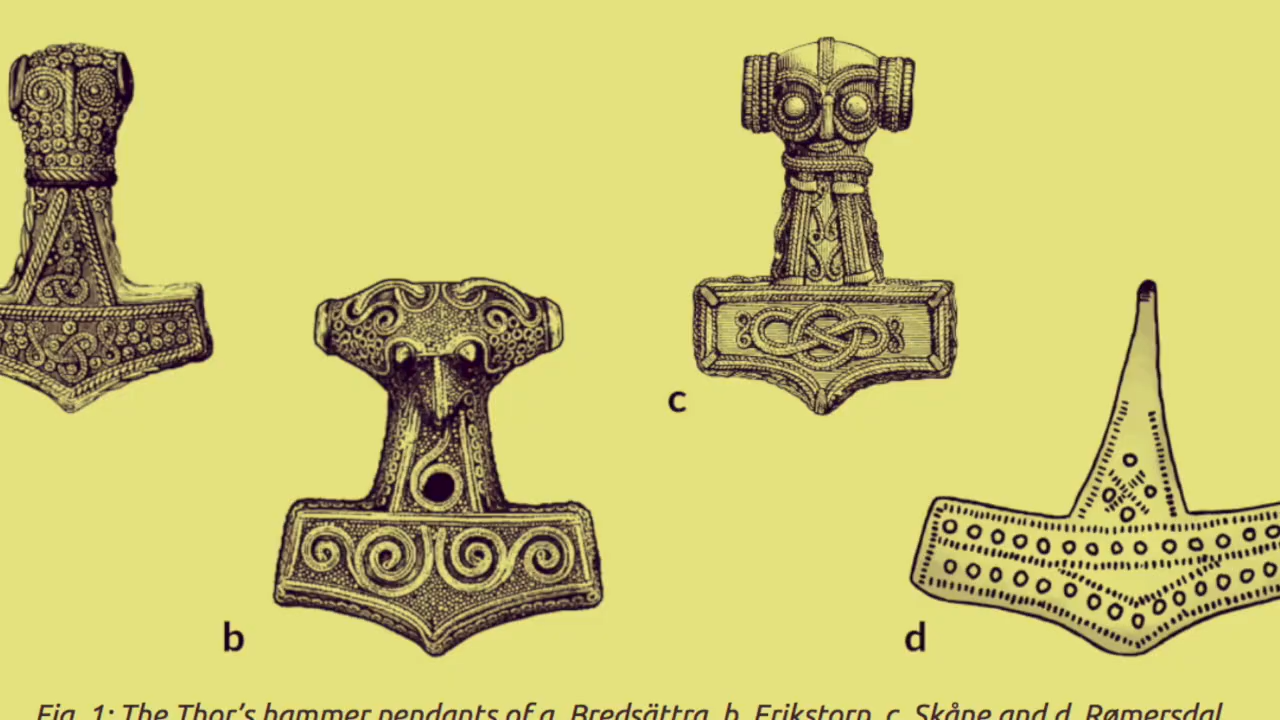 c
b
d
Fig. 1: The Thor's hammer pendants of a. Bredsättra, b. Erikstorp, c. Skåne and d. Rømersdal